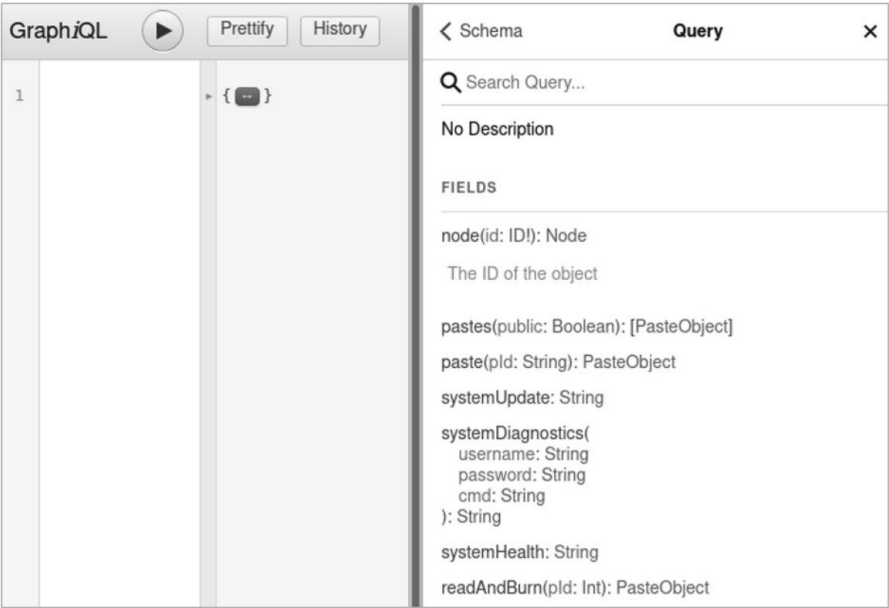 GraphiQL
Prettify
History
1
{ ↔ }
Schema
Query
×
Search Query...
No Description
FIELDS
node(id: ID!): Node
The ID of the object
pastes(public: Boolean): [PasteObject]
paste(pId: String): PasteObject
systemUpdate: String
systemDiagnostics(
username: String
password: String
cmd: String
): String
systemHealth: String
readAndBurn(pId: Int): PasteObject